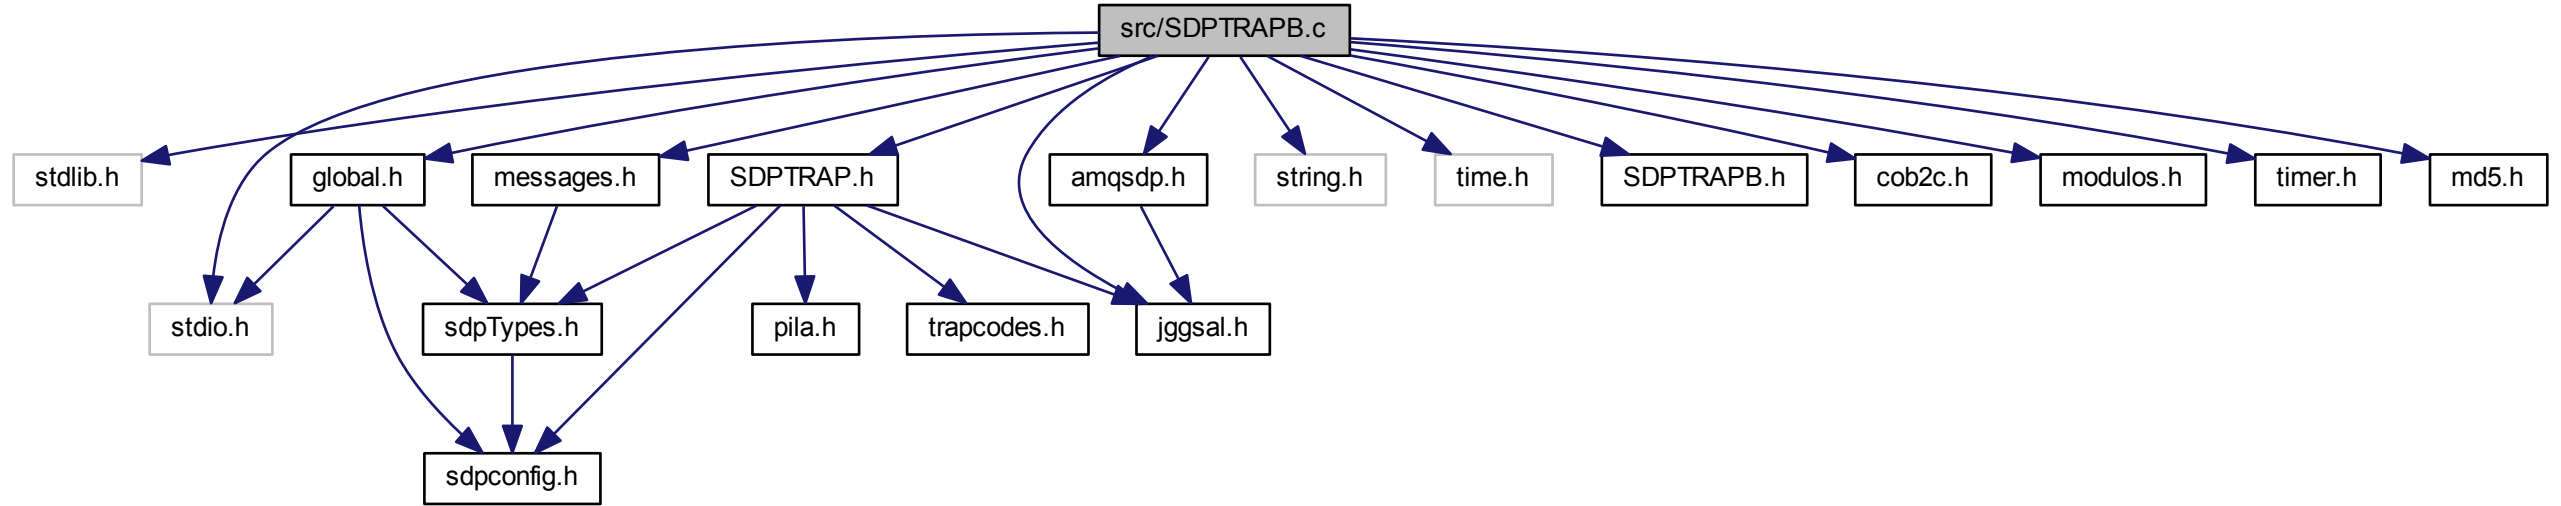 src/SDPTRAPB.c
stdlib.h
global.h
messages.h
SDPTRAP.h
amqsdp.h
string.h
time.h
SDPTRAPB.h
cob2c.h
modulos.h
timer.h
md5.h
stdio.h
sdpTypes.h
pila.h
trapcodes.h
jggsal.h
sdpconfig.h